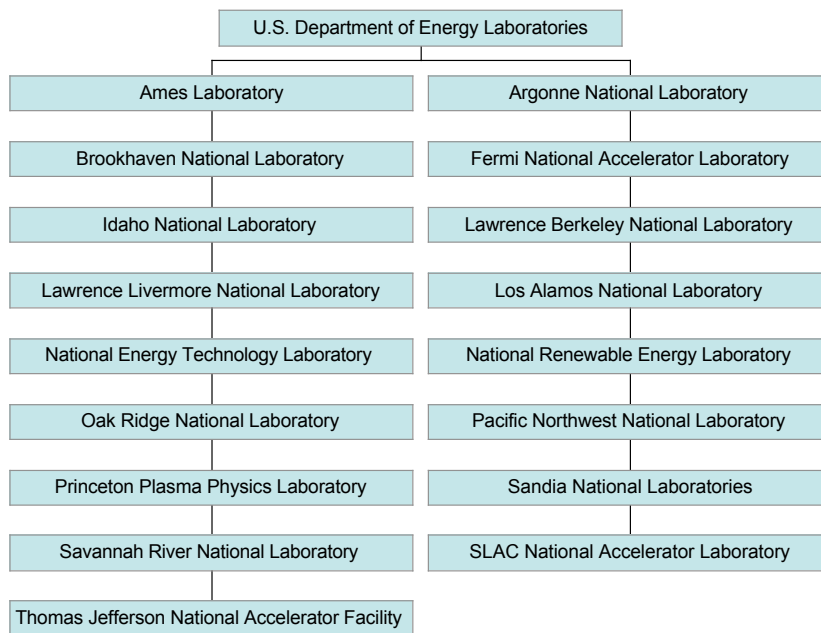 U.S. Department of Energy Laboratories
Ames Laboratory
Argonne National Laboratory
Brookhaven National Laboratory
Fermi National Accelerator Laboratory
Idaho National Laboratory
Lawrence Berkeley National Laboratory
Lawrence Livermore National Laboratory
Los Alamos National Laboratory
National Energy Technology Laboratory
National Renewable Energy Laboratory
Oak Ridge National Laboratory
Pacific Northwest National Laboratory
Princeton Plasma Physics Laboratory
Sandia National Laboratories
Savannah River National Laboratory
SLAC National Accelerator Laboratory
Thomas Jefferson National Accelerator Facility